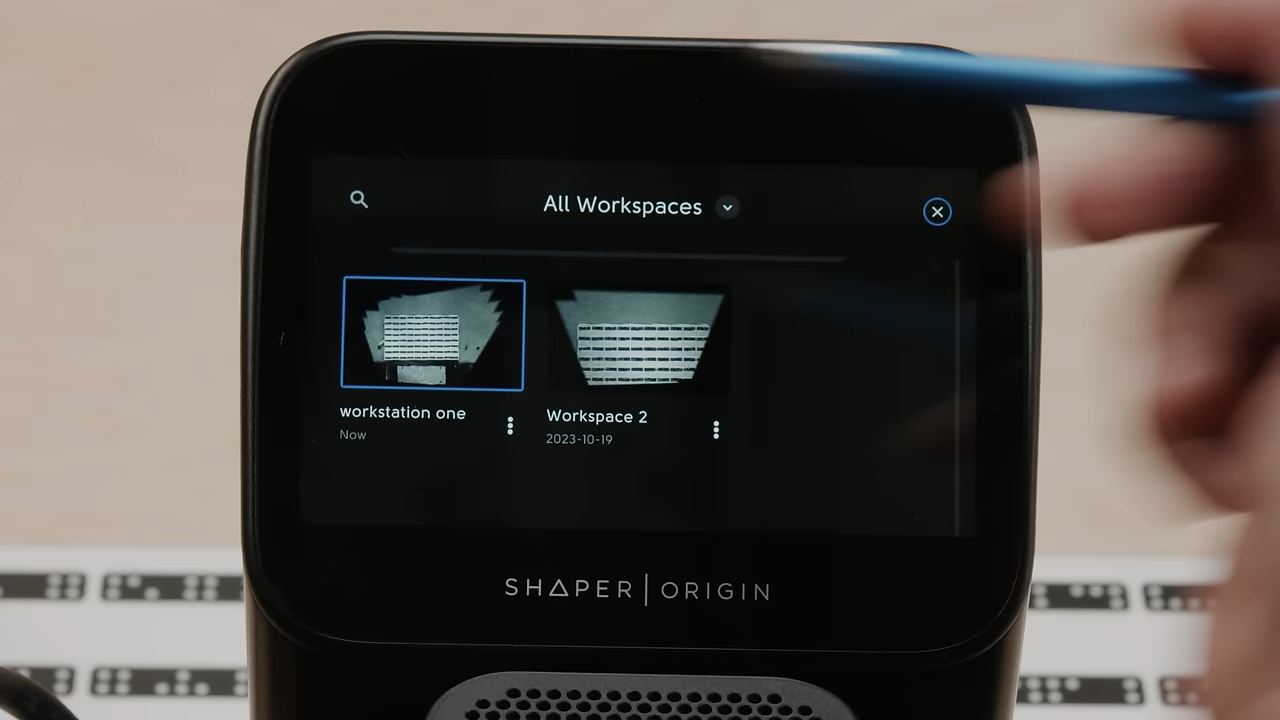 All Workspaces
workstation one
Now
Workspace 2
2023-10-19
SHAPER | ORIGIN